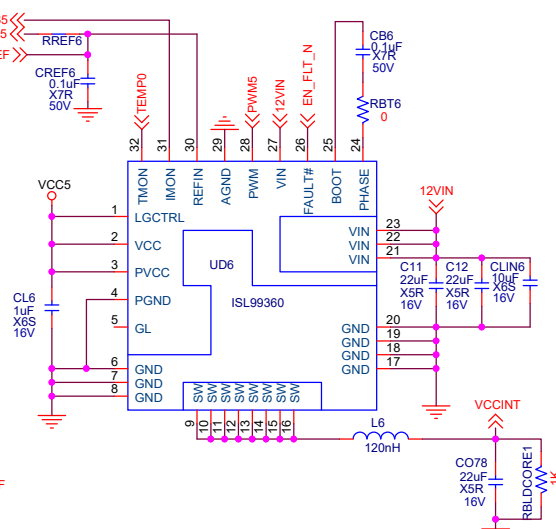 RREF6
CREF6
0.1uF
X7R
50V
TEMP0
PWM5
12VIN
EN_FLT_N
CB6
0.1uF
X7R
50V
RBT6
0
32
31
30
29
28
27
26
25
24
TMON
IMON
REFIN
AGND
PWM
VIN
FAULT#
BOOT
PHASE
VCC5
12VIN
1 LGCTRL
2 VCC
3 PVCC
4 PGND
5 GL
6 GND
7 GND
8 GND
UD6
ISL99360
VIN 23
VIN 22
VIN 21
GND 20
GND 19
GND 18
GND 17
CL6
1uF
X6S
16V
C11
22uF
X5R
16V
C12
22uF
X5R
16V
CLIN6
10uF
X6S
16V
SW SW SW SW SW SW SW SW
9 10 11 12 13 14 15 16
L6
120nH
VCCINT
CO78
22uF
X5R
16V
RBLDCORE1
1K